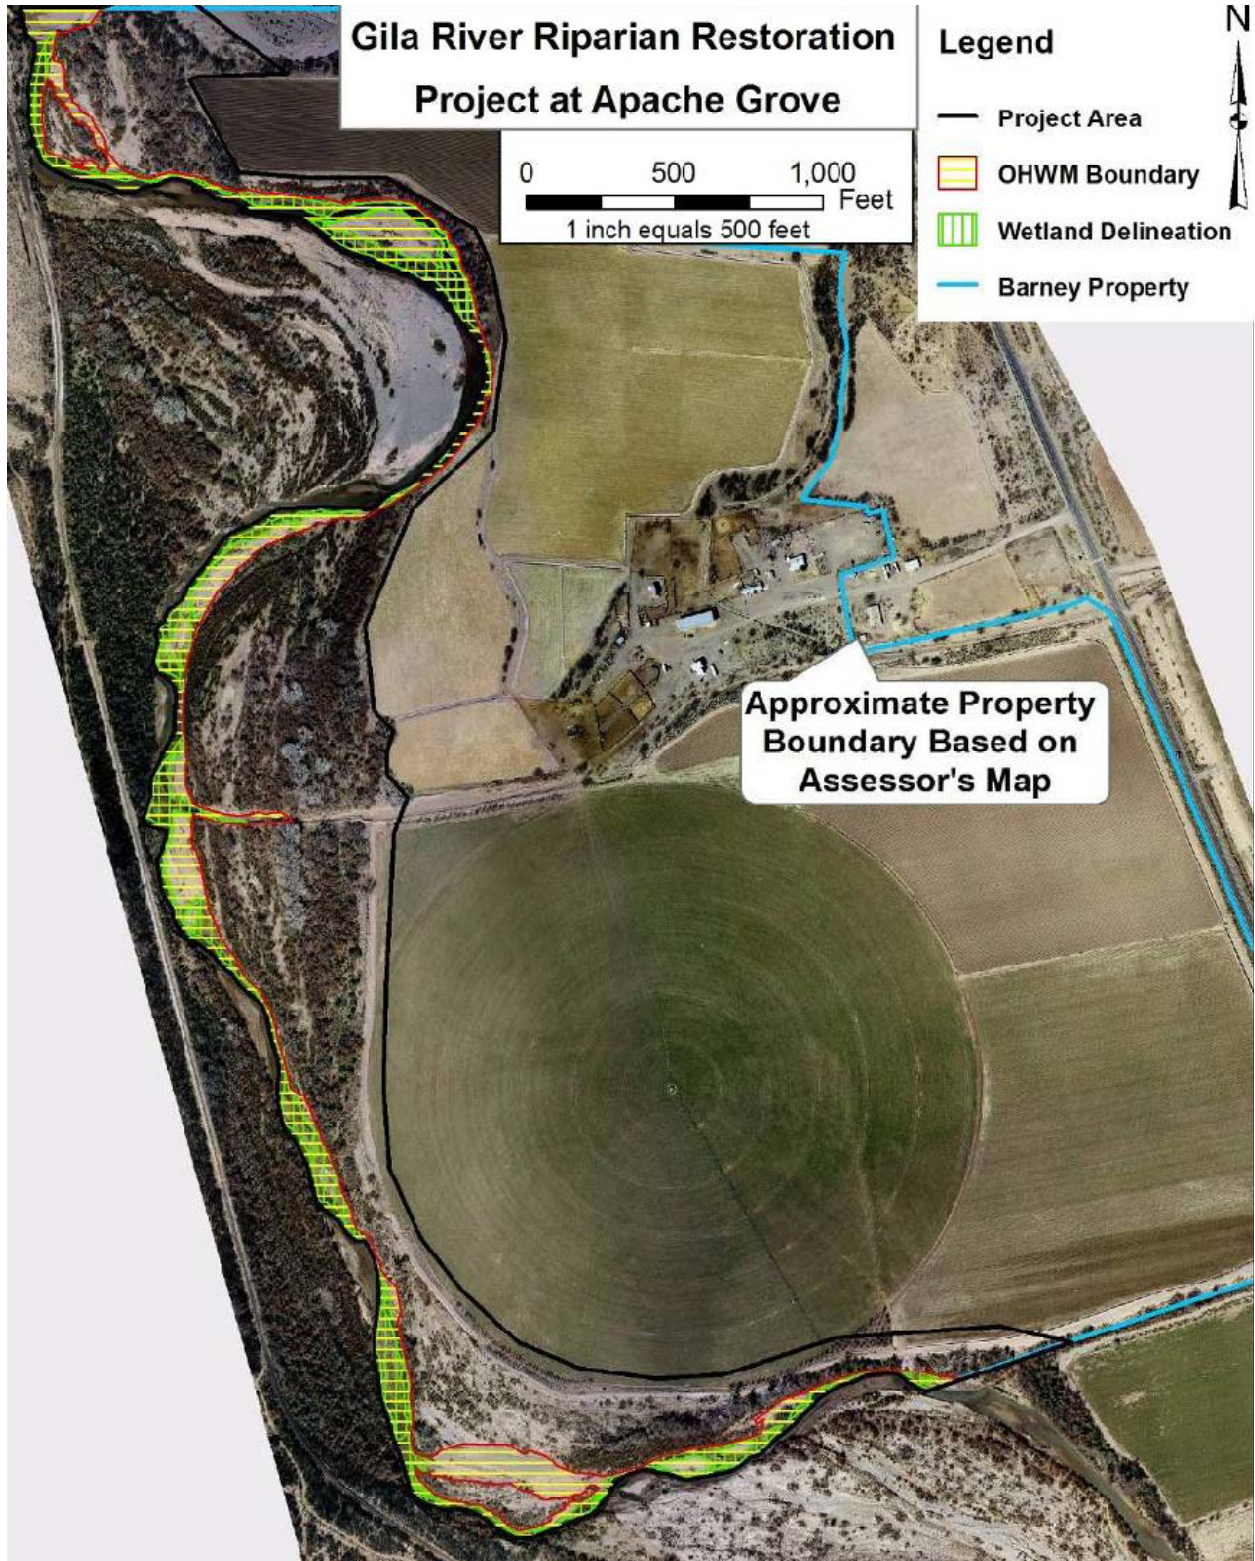 Gila River Riparian Restoration
Project at Apache Grove
Legend
N
Project Area
OHWM Boundary
Wetland Delineation
Barney Property
0 500 1,000
Feet
1 inch equals 500 feet
Approximate Property
Boundary Based on
Assessor's Map